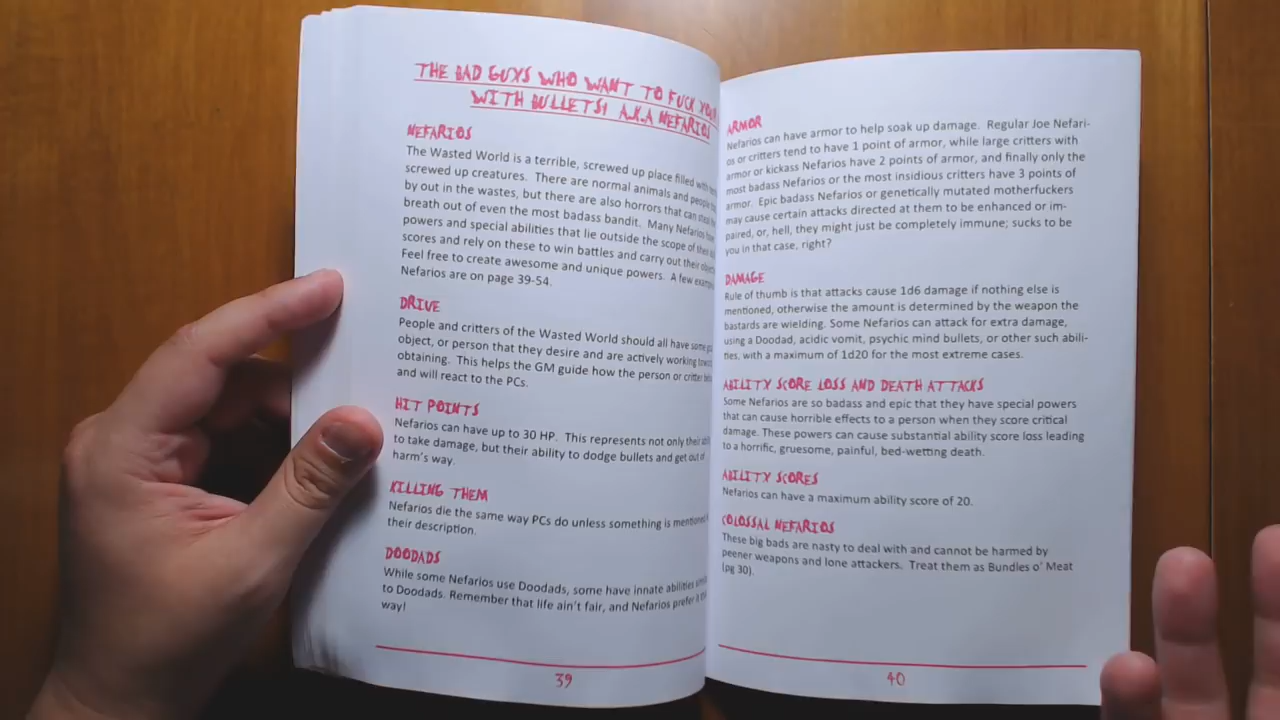 THE BAD GUYS WHO WANT TO FUCK YOU
WITH BULLETS! A.K.A NEFARIOS
NEFARIOS
The Wasted World is a terrible, screwed up place filled with
screwed up creatures. There are normal animals and people
by out in the wastes, but there are also horrors that can steal the
breath out of even the most badass bandit. Many Nefarios have
powers and special abilities that lie outside the scope of their
scores and rely on these to win battles and carry out their
Feel free to create awesome and unique powers. A few
Nefarios are on page 39-54.
DRIVE
People and critters of the Wasted World should all have some
object, or person that they desire and are actively working
obtaining. This helps the GM guide how the person or critter
and will react to the PCs.
HIT POINTS
Nefarios can have up to 30 HP. This represents not only their
to take damage, but their ability to dodge bullets and get out of
harm's way.
KILLING THEM
Nefarios die the same way PCs do unless something is mentioned
their description.
DOODADS
While some Nefarios use Doodads, some have innate abilities
to Doodads. Remember that life ain't fair, and Nefarios prefer it
way!
39
ARMOR
Nefarios can have armor to help soak up damage. Regular Joe Nefari-
os or critters tend to have 1 point of armor, while large critters with
armor or kickass Nefarios have 2 points of armor, and finally only the
most badass Nefarios or the most insidious critters have 3 points of
armor. Epic badass Nefarios or genetically mutated motherfuckers
may cause certain attacks directed at them to be enhanced or im-
paired, or, hell, they might just be completely immune; sucks to be
you in that case, right?
DAMAGE
Rule of thumb is that attacks cause 1d6 damage if nothing else is
mentioned, otherwise the amount is determined by the weapon the
bastards are wielding. Some Nefarios can attack for extra damage,
using a Doodad, acidic vomit, psychic mind bullets, or other such abili-
ties, with a maximum of 1d20 for the most extreme cases.
ABILITY SCORE LOSS AND DEATH ATTACKS
Some Nefarios are so badass and epic that they have special powers
that can cause horrible effects to a person when they score critical
damage. These powers can cause substantial ability score loss leading
to a horrific, gruesome, painful, bed-wetting death.
ABILITY SCORES
Nefarios can have a maximum ability score of 20.
COLOSSAL NEFARIOS
These big bads are nasty to deal with and cannot be harmed by
peener weapons and lone attackers. Treat them as Bundles o' Meat
(pg 30).
40